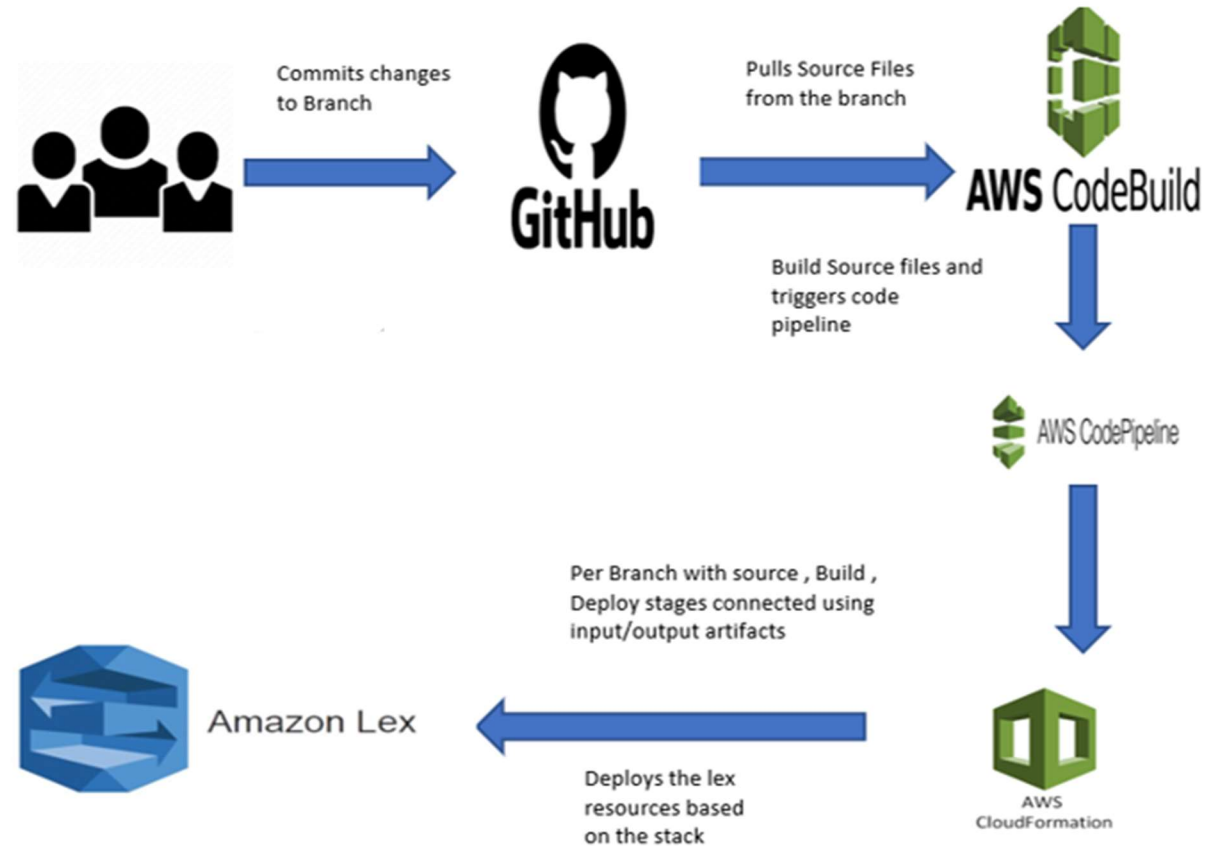 Commits changes
to Branch
GitHub
Pulls Source Files
from the branch
AWS CodeBuild
Build Source files and
triggers code
pipeline
AWS CodePipeline
Per Branch with source , Build ,
Deploy stages connected using
input/output artifacts
Amazon Lex
Deploys the lex
resources based
on the stack
AWS
CloudFormation